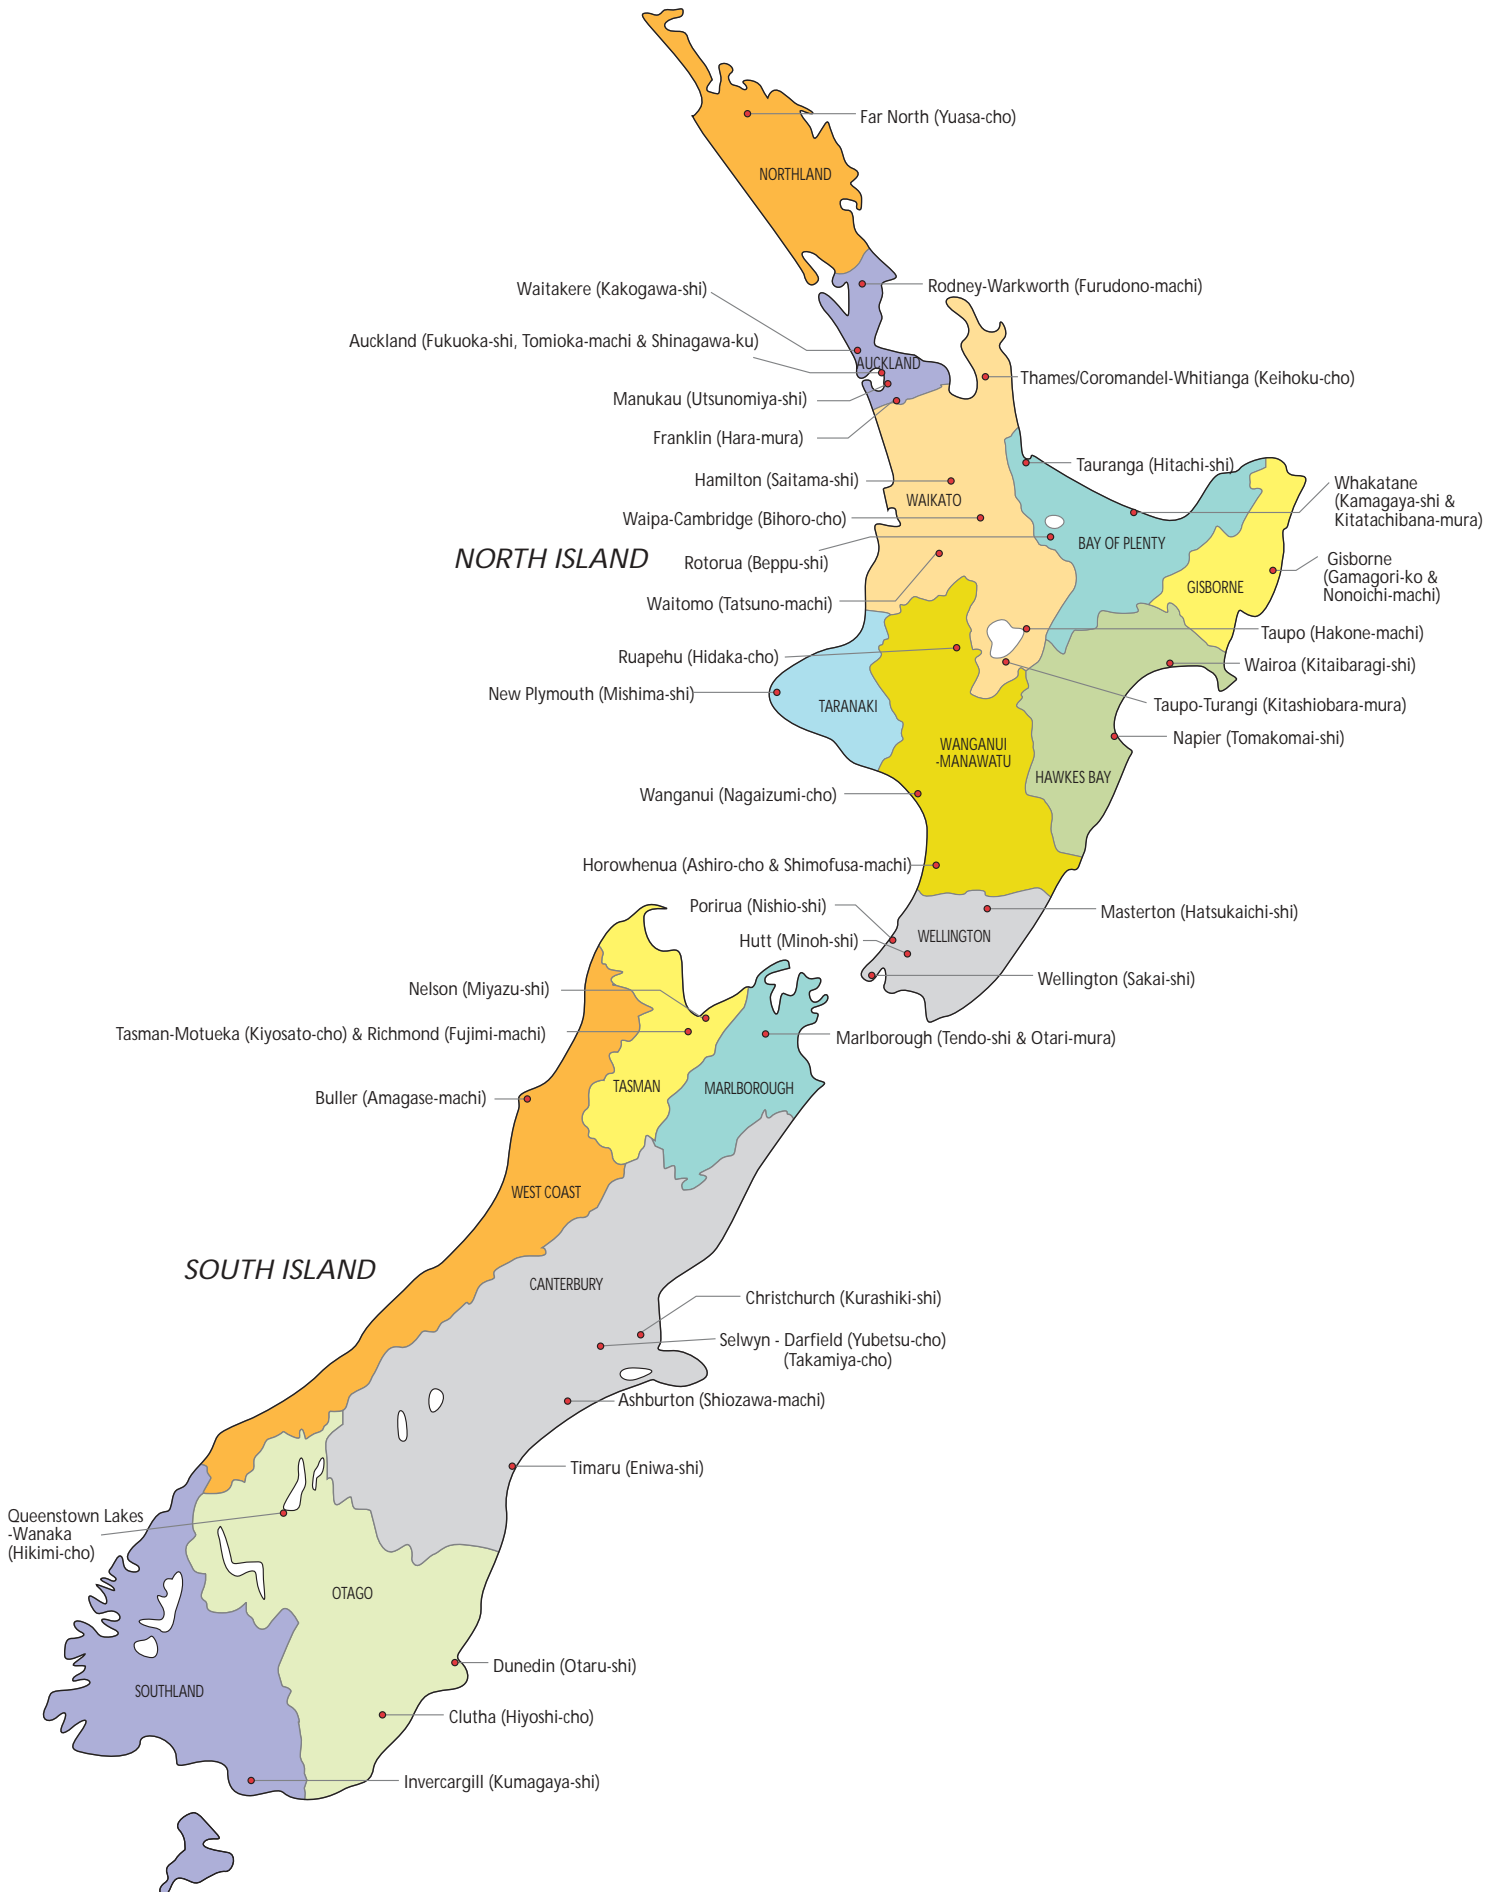 Far North (Yuasa-cho)
NORTHLAND
Rodney-Warkworth (Furudono-machi)
Waitakere (Kakogawa-shi)
Auckland (Fukuoka-shi, Tomioka-machi & Shinagawa-ku)
AUCKLAND
Thames/Coromandel-Whitianga (Keihoku-cho)
Manukau (Utsunomiya-shi)
Franklin (Hara-mura)
Tauranga (Hitachi-shi)
Hamilton (Saitama-shi)
WAIKATO
Whakatane
(Kamagaya-shi &
Kitatachibana-mura)
Waipa-Cambridge (Bihoro-cho)
BAY OF PLENTY
NORTH ISLAND
Rotorua (Beppu-shi)
Gisborne
(Gamagori-ko &
Nonoichi-machi)
GISBORNE
Waitomo (Tatsuno-machi)
Taupo (Hakone-machi)
Ruapehu (Hidaka-cho)
Wairoa (Kitaibaragi-shi)
New Plymouth (Mishima-shi)
TARANAKI
Taupo-Turangi (Kitashiobara-mura)
Napier (Tomakomai-shi)
WANGANUI
-MANAWATU
HAWKES BAY
Wanganui (Nagaizumi-cho)
Horowhenua (Ashiro-cho & Shimofusa-machi)
Porirua (Nishio-shi)
Masterton (Hatsukaichi-shi)
Hutt (Minoh-shi)
WELLINGTON
Wellington (Sakai-shi)
Nelson (Miyazu-shi)
Tasman-Motueka (Kiyosato-cho) & Richmond (Fujimi-machi)
Marlborough (Tendo-shi & Otari-mura)
TASMAN
MARLBOROUGH
Buller (Amagase-machi)
WEST COAST
SOUTH ISLAND
CANTERBURY
Christchurch (Kurashiki-shi)
Selwyn - Darfield (Yubetsu-cho)
(Takamiya-cho)
Ashburton (Shiozawa-machi)
Timaru (Eniwa-shi)
Queenstown Lakes
-Wanaka
(Hikimi-cho)
OTAGO
Dunedin (Otaru-shi)
SOUTHLAND
Clutha (Hiyoshi-cho)
Invercargill (Kumagaya-shi)